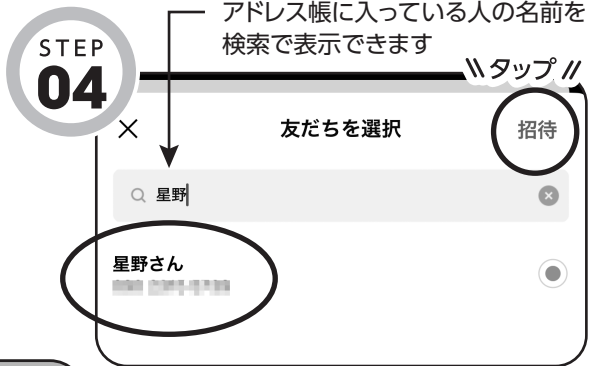 アドレス帳に入っている人の名前を
検索で表示できます
STEP
04
タップ
友だちを選択
招待
星野
星野さん